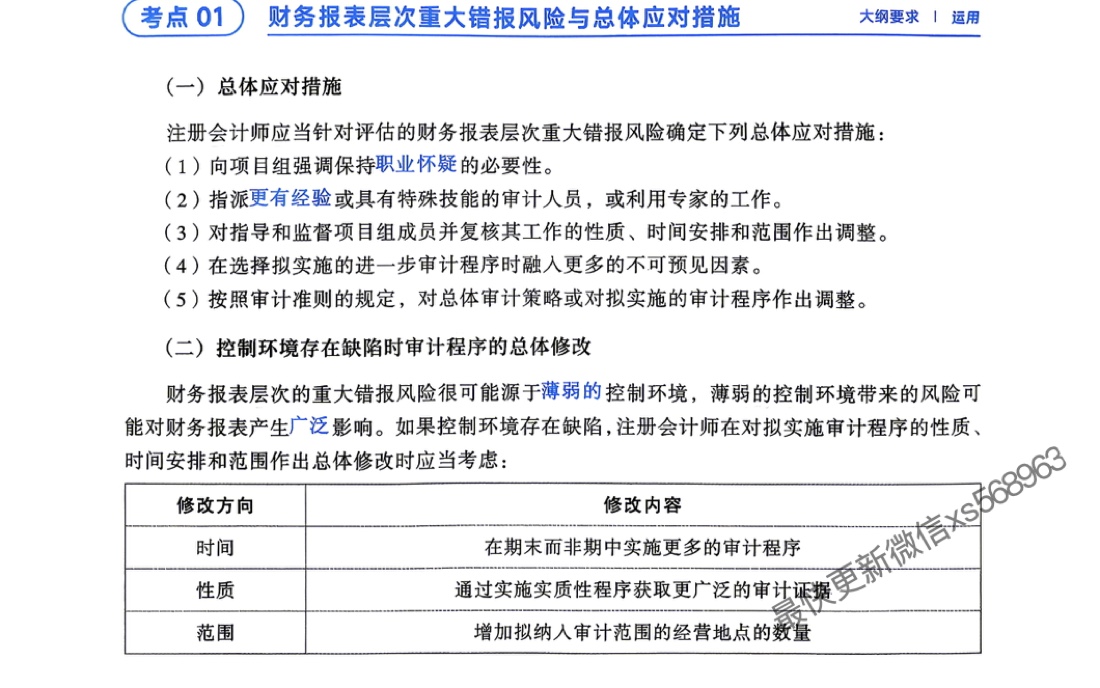 考点 01 财务报表层次重大错报风险与总体应对措施 大纲要求 | 运用
（一）总体应对措施
注册会计师应当针对评估的财务报表层次重大错报风险确定下列总体应对措施：
（1）向项目组强调保持职业怀疑的必要性。
（2）指派更有经验或具有特殊技能的审计人员，或利用专家的工作。
（3）对指导和监督项目组成员并复核其工作的性质、时间安排和范围作出调整。
（4）在选择拟实施的进一步审计程序时融入更多的不可预见因素。
（5）按照审计准则的规定，对总体审计策略或对拟实施的审计程序作出调整。
（二）控制环境存在缺陷时审计程序的总体修改
财务报表层次的重大错报风险很可能源于薄弱的控制环境，薄弱的控制环境带来的风险可
能对财务报表产生广泛影响。如果控制环境存在缺陷，注册会计师在对拟实施审计程序的性质、
时间安排和范围作出总体修改时应当考虑：
修改方向 修改内容
时间 在期末而非期中实施更多的审计程序
性质 通过实施实质性程序获取更广泛的审计证据
范围 增加拟纳入审计范围的经营地点的数量
最快更新微信xs568963